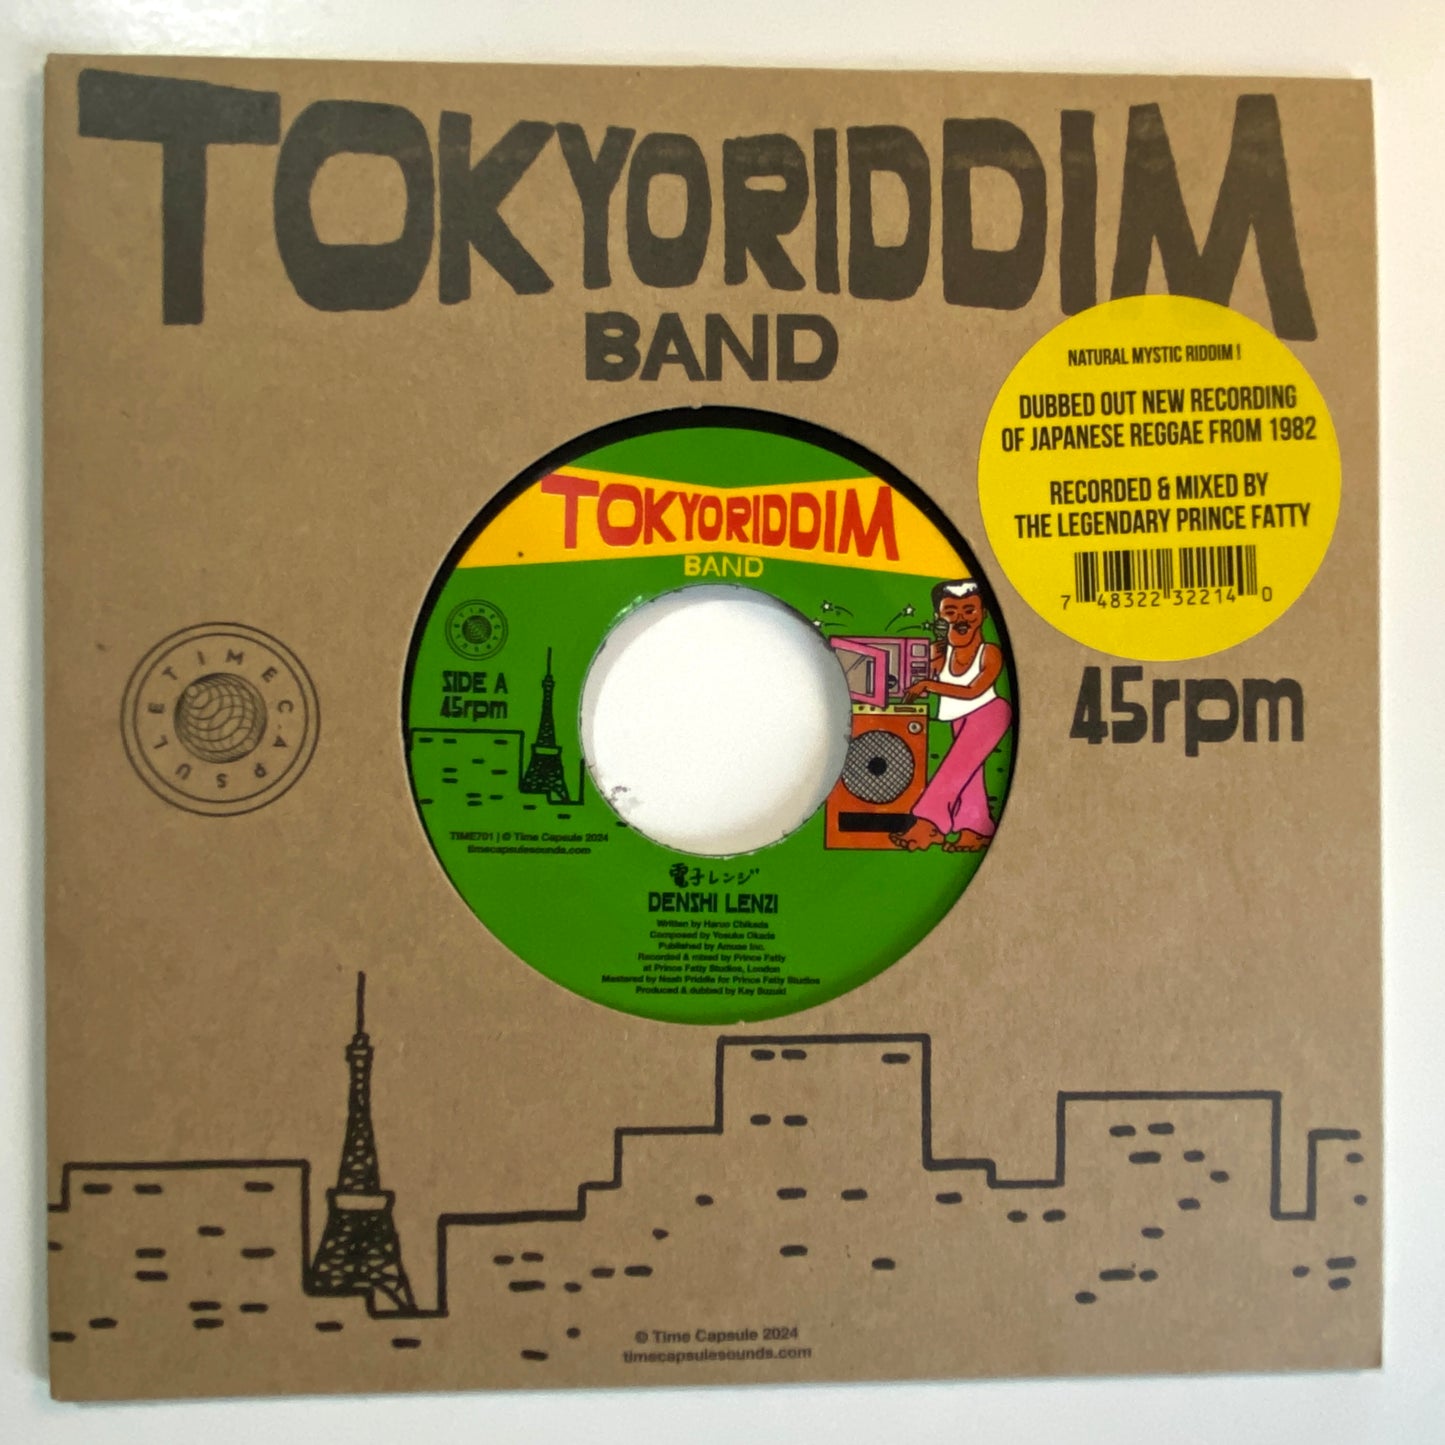 TOKYORIDDIM
BAND
NATURAL MYSTIC RIDDIM !
DUBBED OUT NEW RECORDING
OF JAPANESE REGGAE FROM 1982
RECORDED & MIXED BY
THE LEGENDARY PRINCE FATTY
7 48322 32214 0
45rpm
TIME CAPSULE
TOKYORIDDIM
BAND
TIME CAPSULE
SIDE A
45rpm
TIME701 | © Time Capsule 2024
timecapsulesounds.com
電子レンジ
DENSHI LENZI
Written by Haruo Chikada
Composed by Yosuke Okada
Published by Amuse Inc.
Recorded & mixed by Prince Fatty
at Prince Fatty Studios, London
Mastered by Noah Priddle for Prince Fatty Studios
Produced & dubbed by Kay Suzuki
© Time Capsule 2024
timecapsulesounds.com